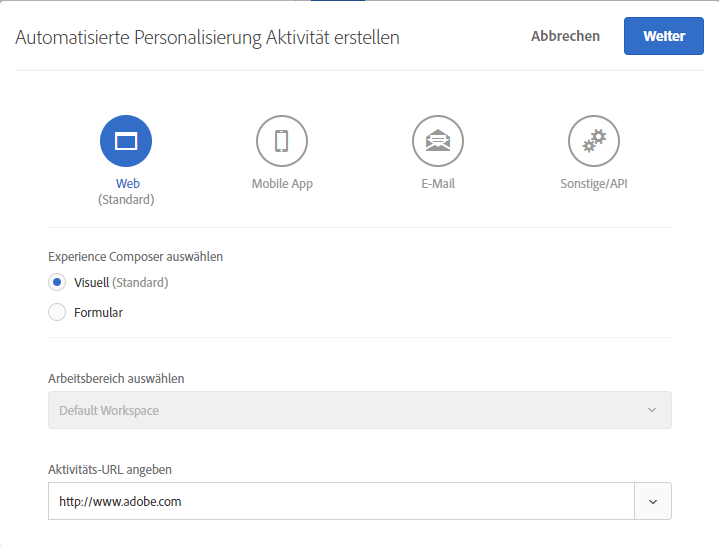 Automatisierte Personalisierung Aktivität erstellen
Abbrechen
Weiter
Web
(Standard)
Mobile App
E-Mail
Sonstige/API
Experience Composer auswählen
Visuell (Standard)
Formular
Arbeitsbereich auswählen
Default Workspace
Aktivitäts-URL angeben
http://www.adobe.com